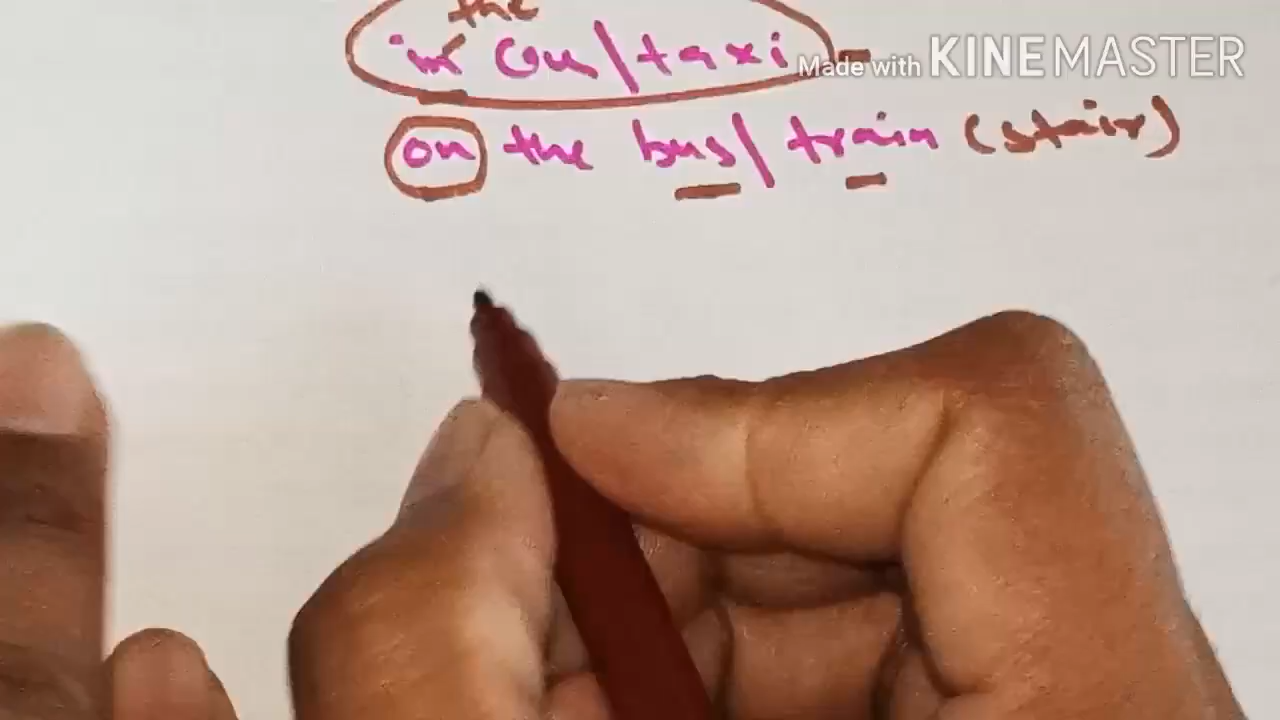 the
in car/taxi
on the bus/train (stair)
Made with KINEMASTER